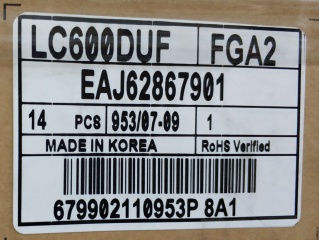 LC600DUF FGA2
EAJ62867901
14 PCS 953/07-09 1
MADE IN KOREA RoHS Verified
679902110953P 8A1